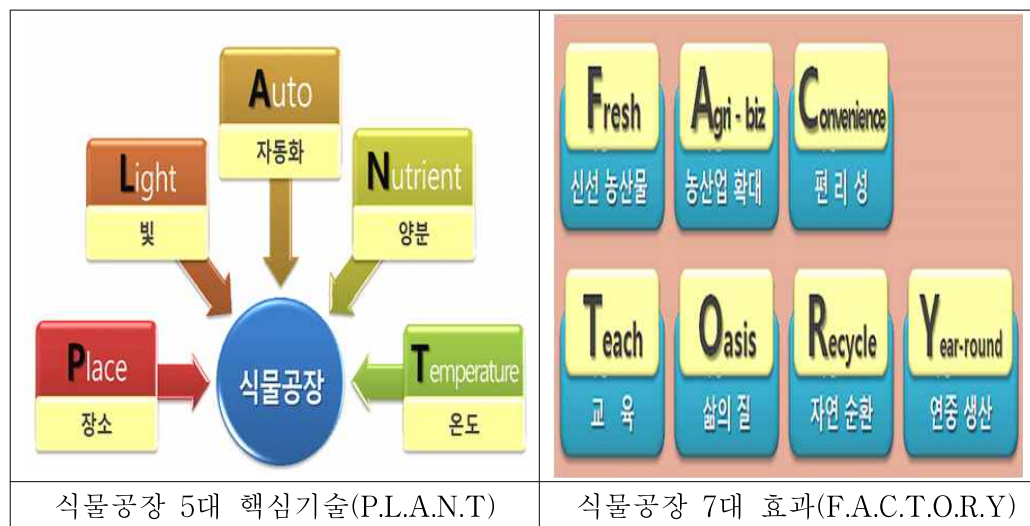 Auto
자동화
Light
빛
Nutrient
양분
Place
장소
식물공장
Temperature
온도
식물공장 5대 핵심기술(P.L.A.N.T)
Fresh
신선 농산물
Agri - biz
농산업 확대
Convenience
편 리 성
Teach
교 육
Oasis
삶의 질
Recycle
자연 순환
Year-round
연중 생산
식물공장 7대 효과(F.A.C.T.O.R.Y)